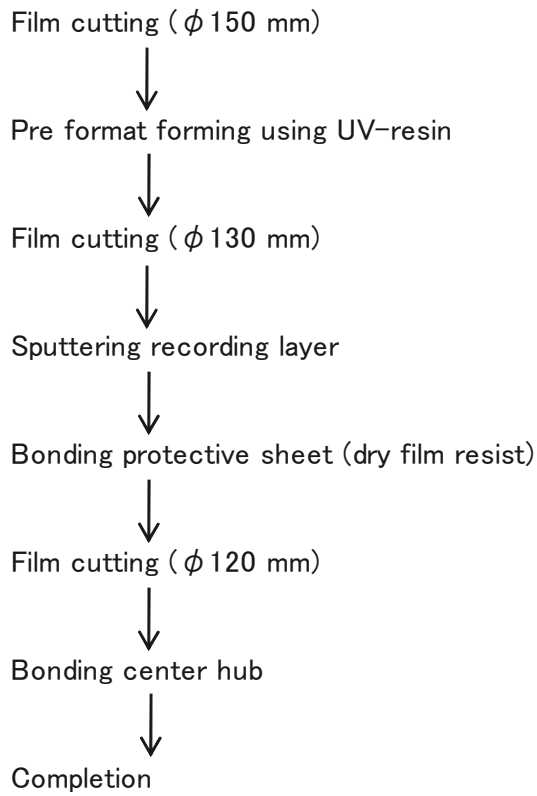 Film cutting (φ150 mm)
Pre format forming using UV-resin
Film cutting (φ130 mm)
Sputtering recording layer
Bonding protective sheet (dry film resist)
Film cutting (φ120 mm)
Bonding center hub
Completion